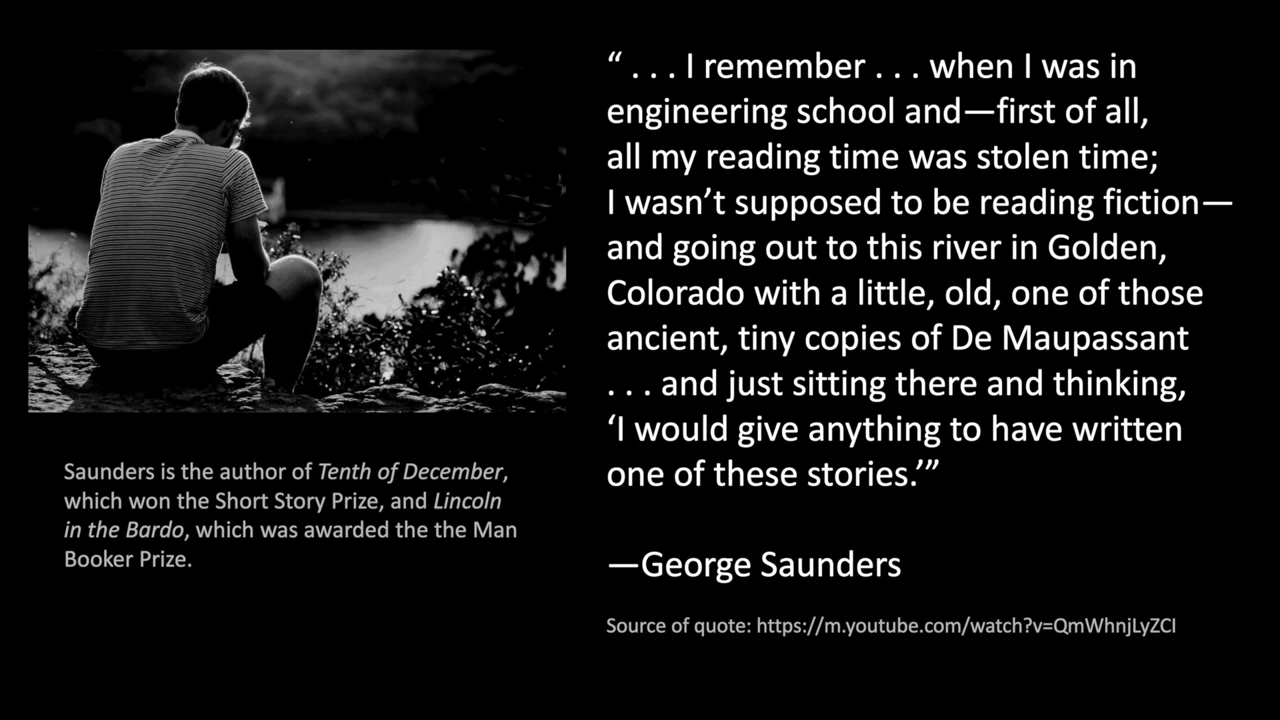 “ . . . I remember . . . when I was in
engineering school and—first of all,
all my reading time was stolen time;
I wasn’t supposed to be reading fiction—
and going out to this river in Golden,
Colorado with a little, old, one of those
ancient, tiny copies of De Maupassant
. . . and just sitting there and thinking,
‘I would give anything to have written
one of these stories.’”
—George Saunders
Source of quote: https://m.youtube.com/watch?v=QmWhnjLyZCI
Saunders is the author of Tenth of December,
which won the Short Story Prize, and Lincoln
in the Bardo, which was awarded the the Man
Booker Prize.